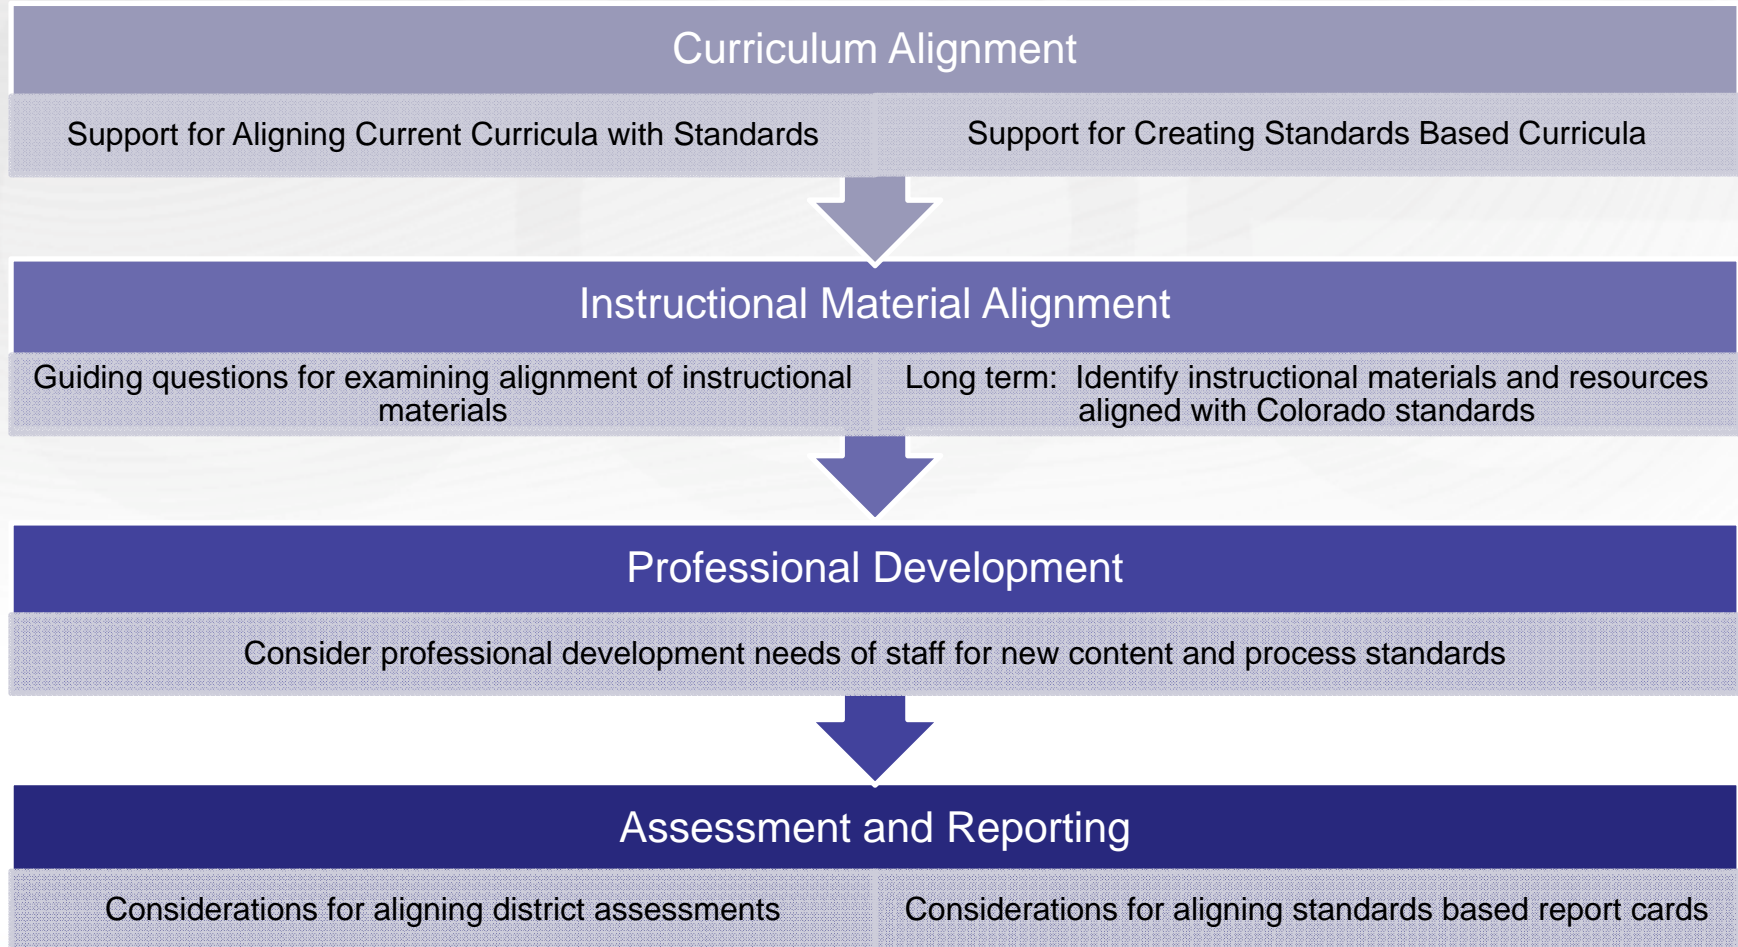 Curriculum Alignment
Support for Aligning Current Curricula with Standards
Support for Creating Standards Based Curricula
Instructional Material Alignment
Guiding questions for examining alignment of instructional
materials
Long term:  Identify instructional materials and resources
aligned with Colorado standards
Professional Development
Consider professional development needs of staff for new content and process standards
Assessment and Reporting
Considerations for aligning district assessments
Considerations for aligning standards based report cards